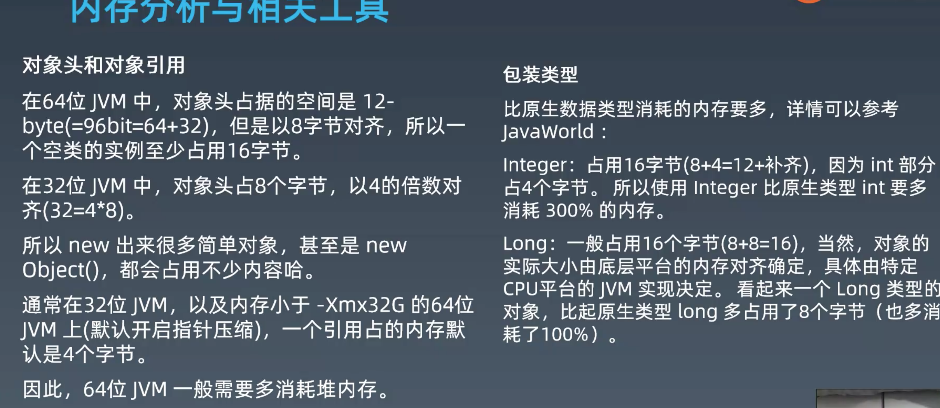 内存分析与相关工具
对象头和对象引用
在64位 JVM 中，对象头占据的空间是 12-
byte(=96bit=64+32)，但是以8字节对齐，所以一
个空类的实例至少占用16字节。
在32位 JVM 中，对象头占8个字节，以4的倍数对
齐(32=4*8)。
所以 new 出来很多简单对象，甚至是 new
Object()，都会占用不少内容哈。
通常在32位 JVM，以及内存小于 -Xmx32G 的64位
JVM 上(默认开启指针压缩)，一个引用占的内存默
认是4个字节。
因此，64位 JVM 一般需要多消耗堆内存。
包装类型
比原生数据类型消耗的内存要多，详情可以参考
JavaWorld ：
Integer：占用16字节(8+4=12+补齐)，因为 int 部分
占4个字节。 所以使用 Integer 比原生类型 int 要多
消耗 300% 的内存。
Long：一般占用16个字节(8+8=16)，当然，对象的
实际大小由底层平台的内存对齐确定，具体由特定
CPU平台的 JVM 实现决定。 看起来一个 Long 类型的
对象，比起原生类型 long 多占用了8个字节（也多消
耗了100%）。